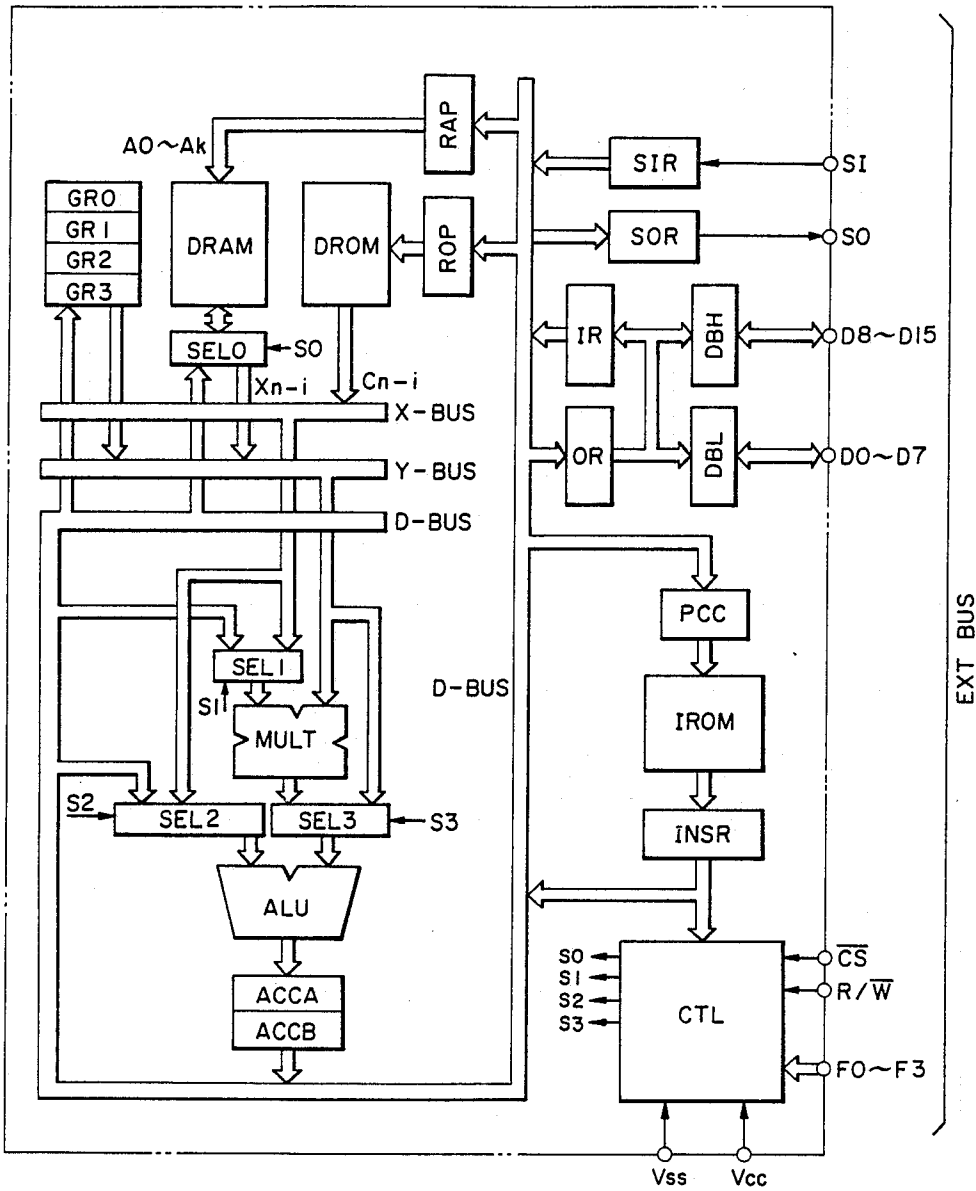 RAP
A0~Ak
SIR
SI
GR0
GR1
GR2
GR3
DRAM
DROM
ROP
SOR
SO
SEL0
S0
IR
DBH
D8~D15
Xn-i
Cn-i
X-BUS
OR
DBL
D0~D7
Y-BUS
D-BUS
PCC
SEL1
S1
D-BUS
EXT BUS
MULT
IROM
S2
SEL2
SEL3
S3
INSR
ALU
ACCA
ACCB
S0
S1
S2
S3
CTL
C̅S̅
R/W̅
F0~F3
Vss
Vcc